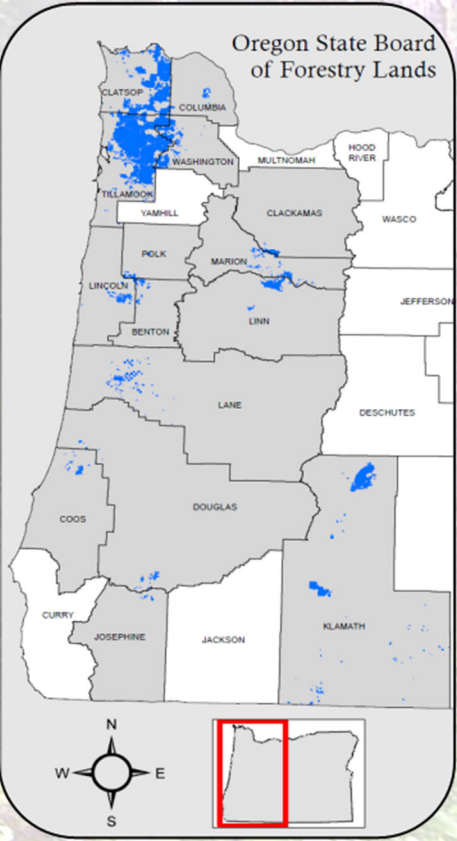 Oregon State Board
of Forestry Lands
CLATSOP
COLUMBIA
HOOD
RIVER
WASHINGTON
MULTNOMAH
TILLAMOOK
YAMHILL
CLACKAMAS
WASCO
POLK
MARION
LINCOLN
JEFFERSON
LINN
BENTON
LANE
DESCHUTES
DOUGLAS
COOS
CURRY
KLAMATH
JOSEPHINE
JACKSON
N
W
E
S